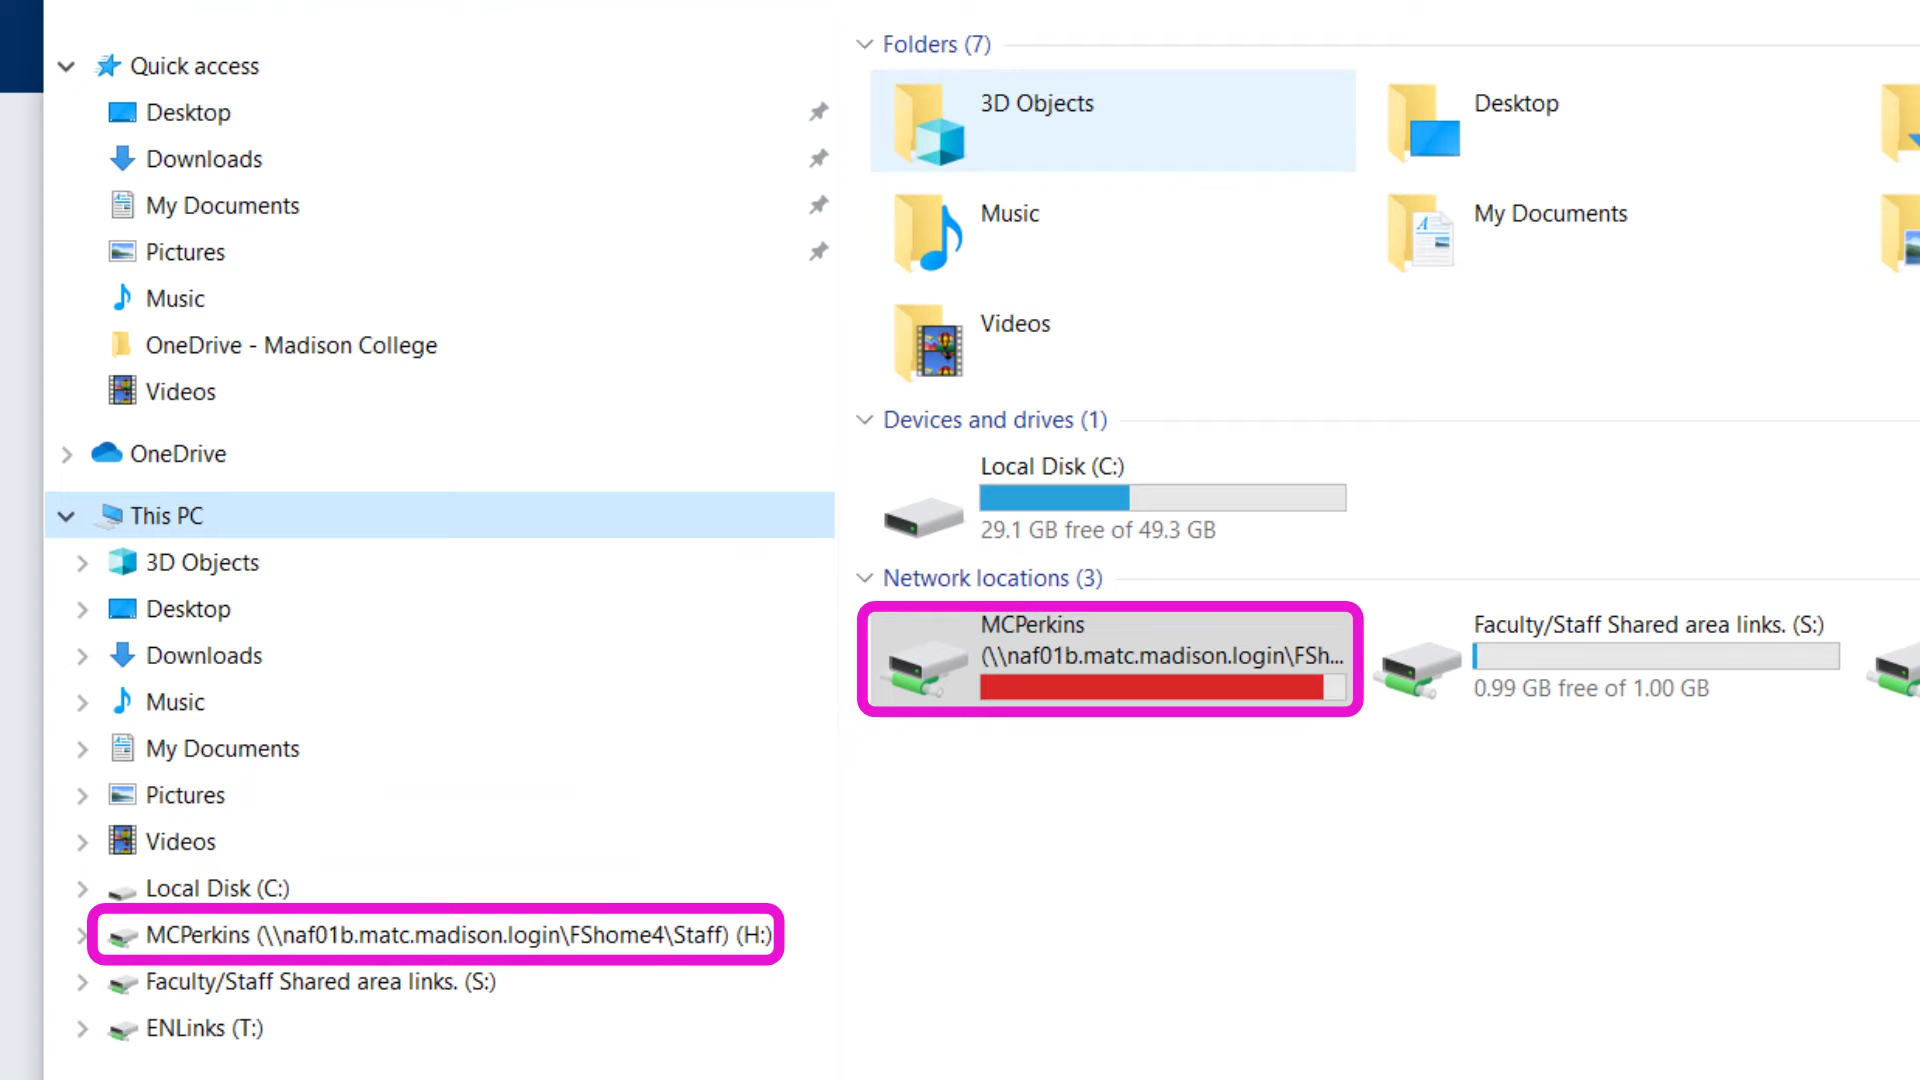 Quick access
Desktop
Downloads
My Documents
Pictures
Music
OneDrive - Madison College
Videos
OneDrive
This PC
3D Objects
Desktop
Downloads
Music
My Documents
Pictures
Videos
Local Disk (C:)
MCPerkins (\\naf01b.matc.madison.login\FShome4\Staff) (H:)
Faculty/Staff Shared area links. (S:)
ENLinks (T:)
Folders (7)
3D Objects
Desktop
Music
My Documents
Videos
Devices and drives (1)
Local Disk (C:)
29.1 GB free of 49.3 GB
Network locations (3)
MCPerkins
(\\naf01b.matc.madison.login\FSh...
Faculty/Staff Shared area links. (S:)
0.99 GB free of 1.00 GB